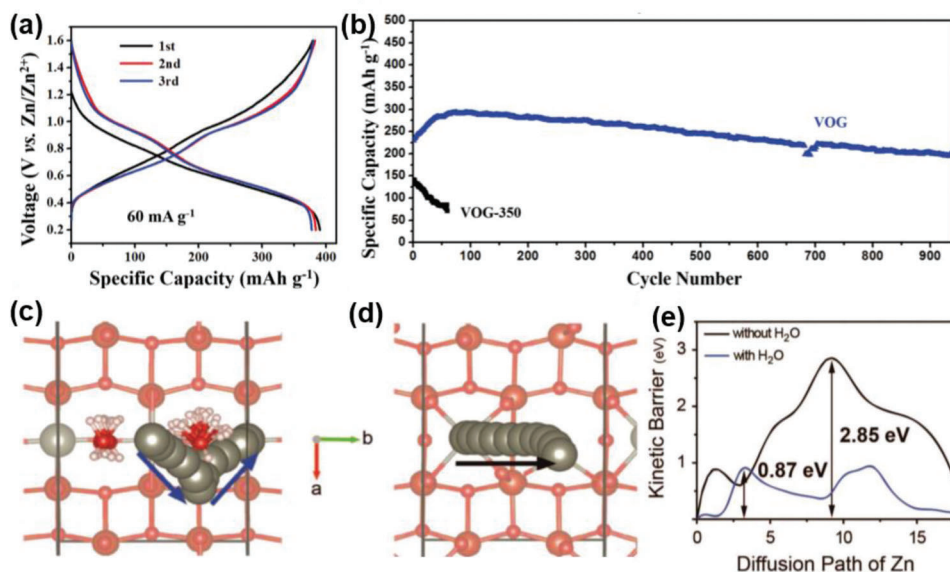 (a)
1st
2nd
3rd
60 mA g⁻¹
Voltage (V vs. Zn/Zn²⁺)
1.6
1.4
1.2
1.0
0.8
0.6
0.4
0.2
0 100 200 300 400
Specific Capacity (mAh g⁻¹)
(b)
Specific Capacity (mAh g⁻¹)
500
450
400
350
300
250
200
150
100
50
0
VOG
VOG-350
0 100 200 300 400 500 600 700 800 900
Cycle Number
(c)
b
a
(d)
(e)
without H₂O
with H₂O
Kinetic Barrier (eV)
3
2
1
2.85 eV
0.87 eV
0 5 10 15
Diffusion Path of Zn